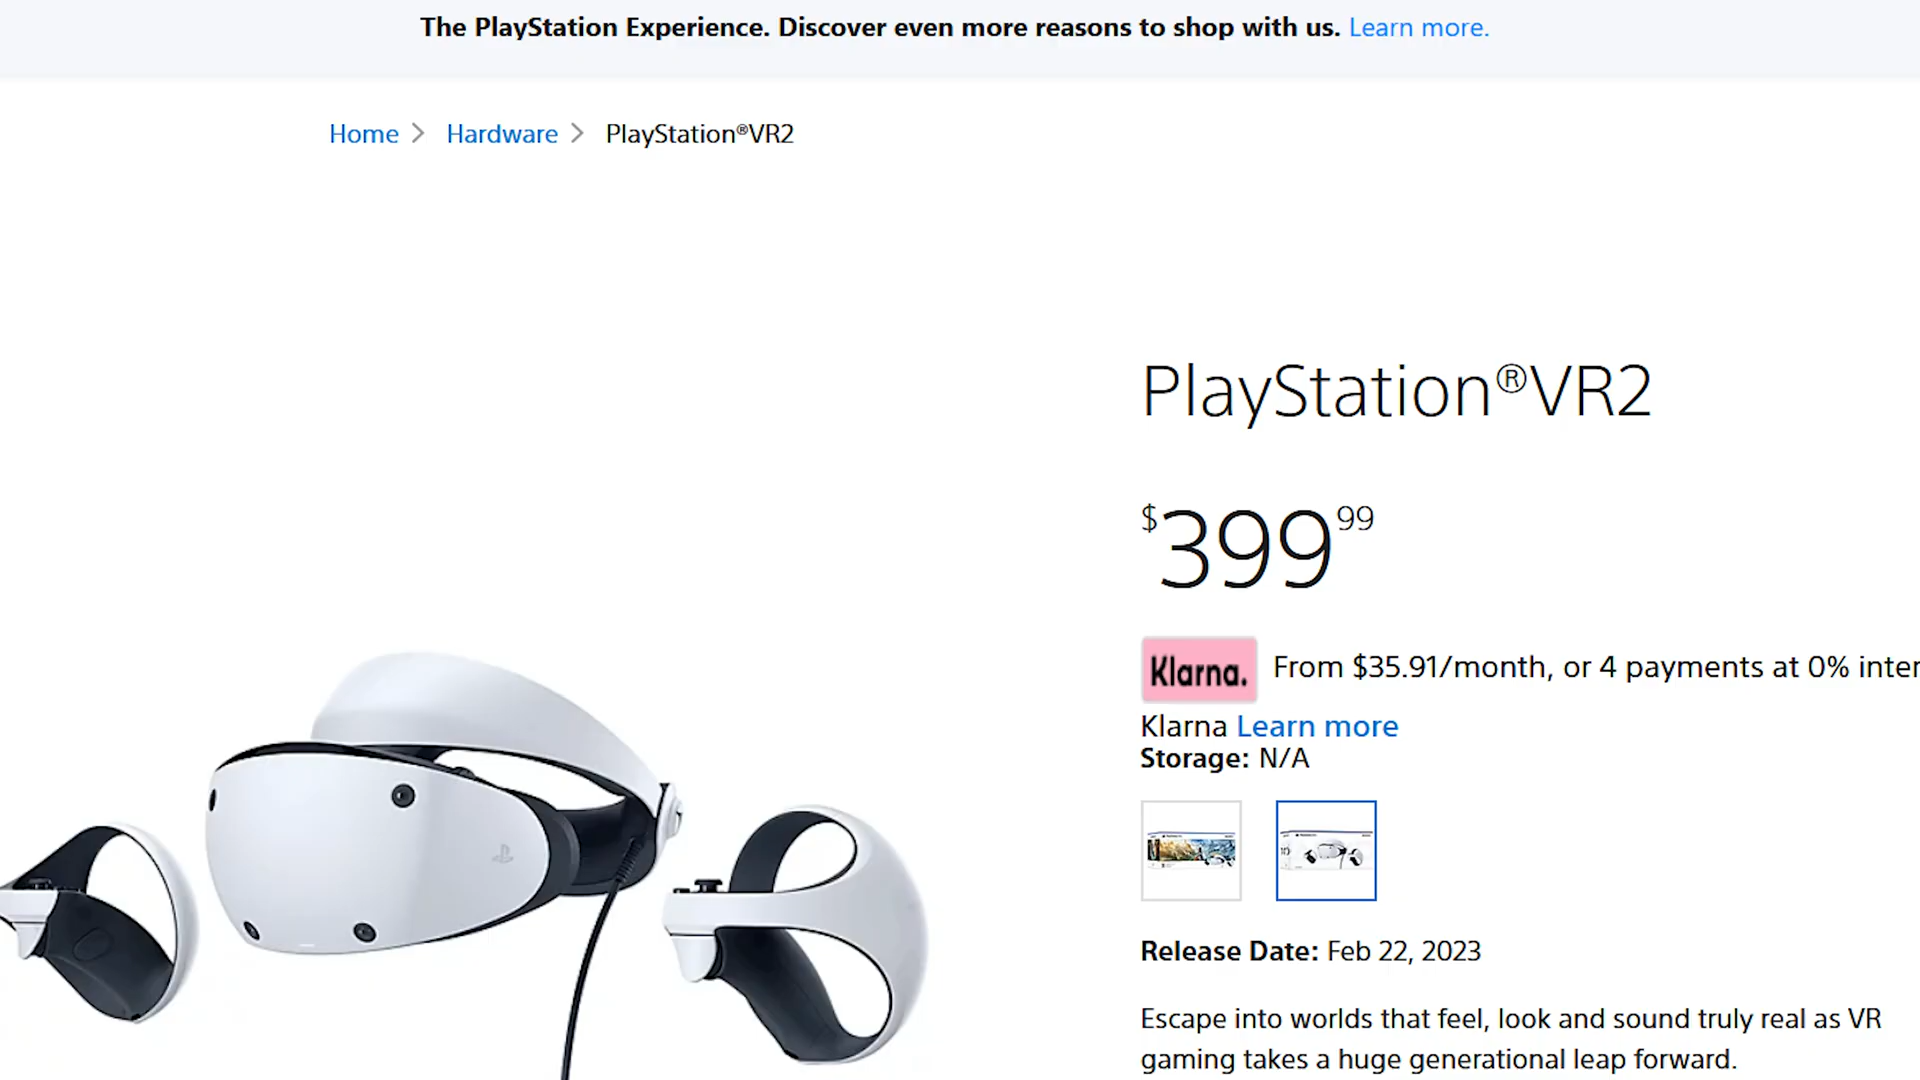 The PlayStation Experience. Discover even more reasons to shop with us. Learn more.
Home > Hardware > PlayStation®VR2
PlayStation®VR2
$399 99
Klarna. From $35.91/month, or 4 payments at 0% inter
Klarna Learn more
Storage: N/A
Release Date: Feb 22, 2023
Escape into worlds that feel, look and sound truly real as VR
gaming takes a huge generational leap forward.